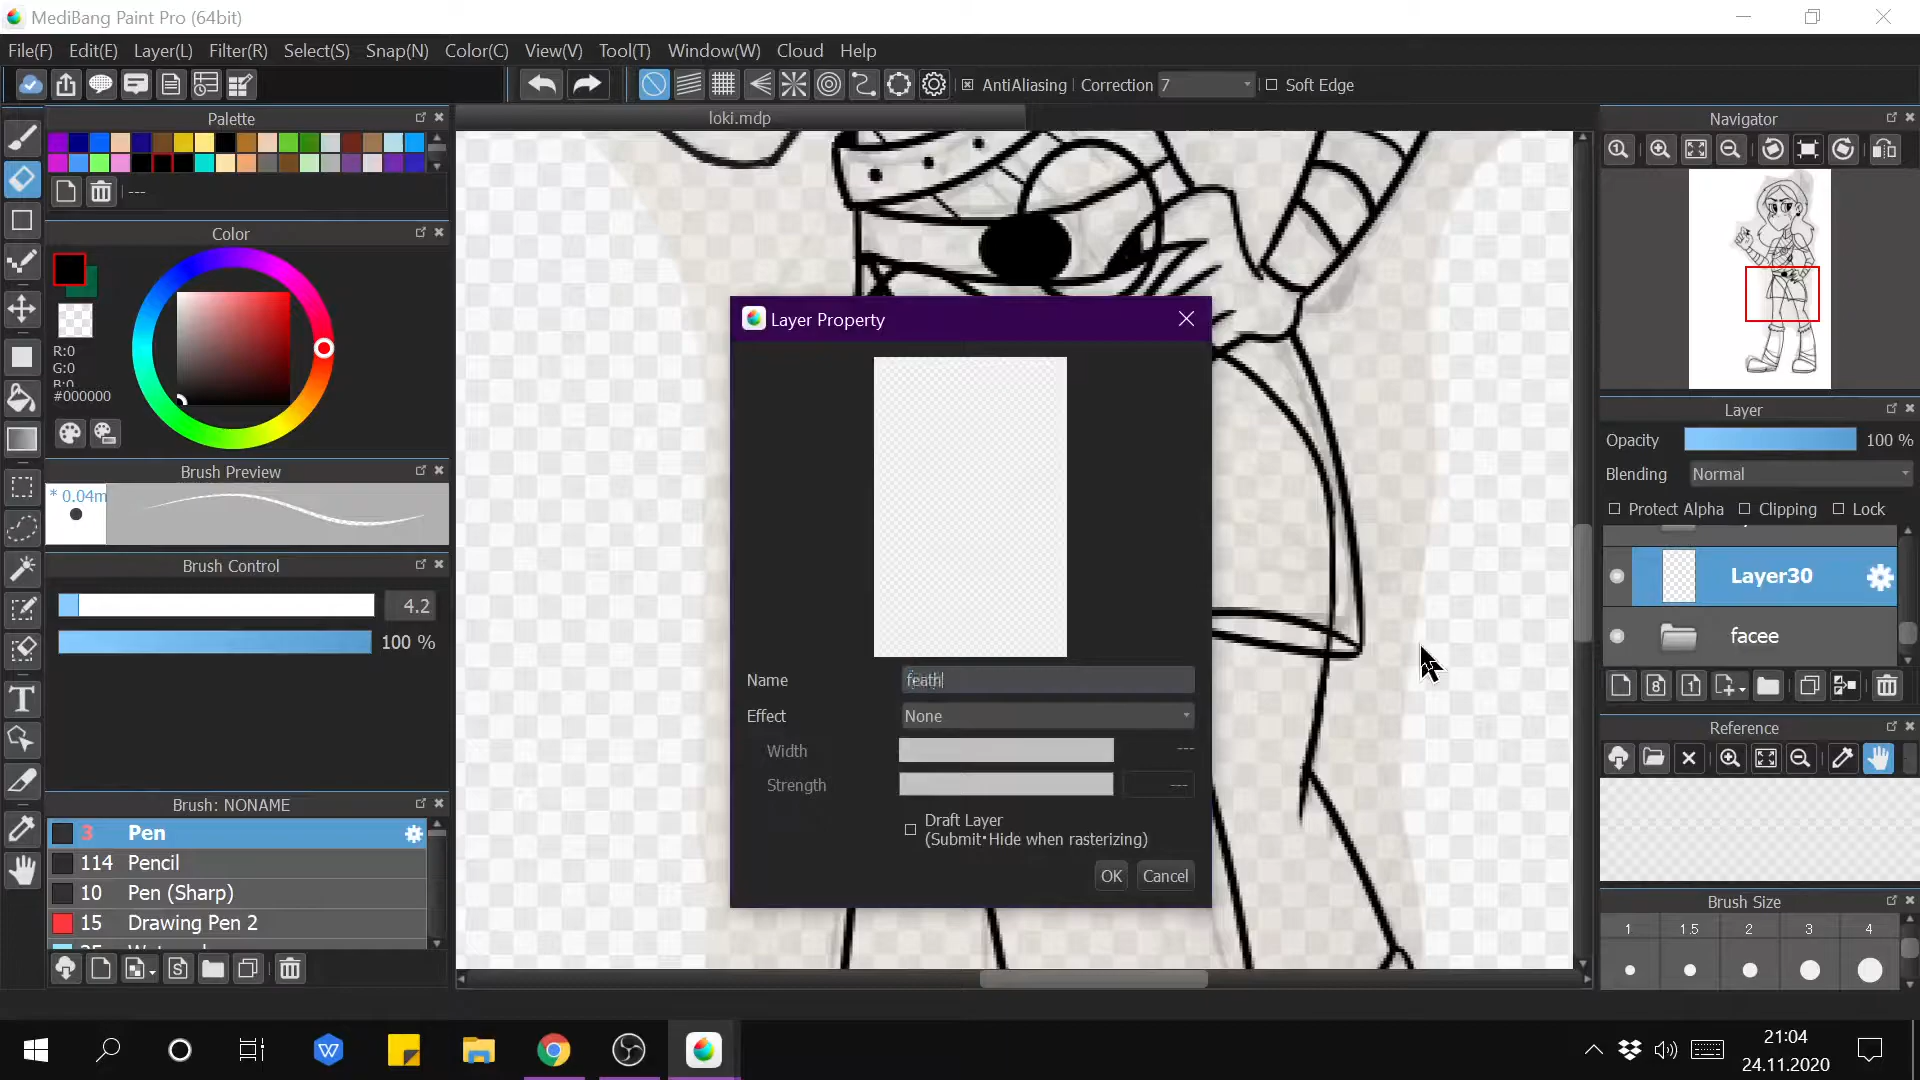 MediBang Paint Pro (64bit)
File(F) Edit(E) Layer(L) Filter(R) Select(S) Snap(N) Color(C) View(V) Tool(T) Window(W) Cloud Help
AntiAliasing Correction 7 Soft Edge
Palette
loki.mdp
Navigator
---
Color
R:0
G:0
B:0
#000000
Brush Preview
* 0.04m
Brush Control
4.2
100 %
Brush: NONAME
3 Pen
114 Pencil
10 Pen (Sharp)
15 Drawing Pen 2
Layer Property
Name feath
Effect None
Width ---
Strength ---
Draft Layer
(Submit・Hide when rasterizing)
OK Cancel
Layer
Opacity 100 %
Blending Normal
Protect Alpha Clipping Lock
Layer30
facee
8 1
Reference
Brush Size
1 1.5 2 3 4
21:04
24.11.2020